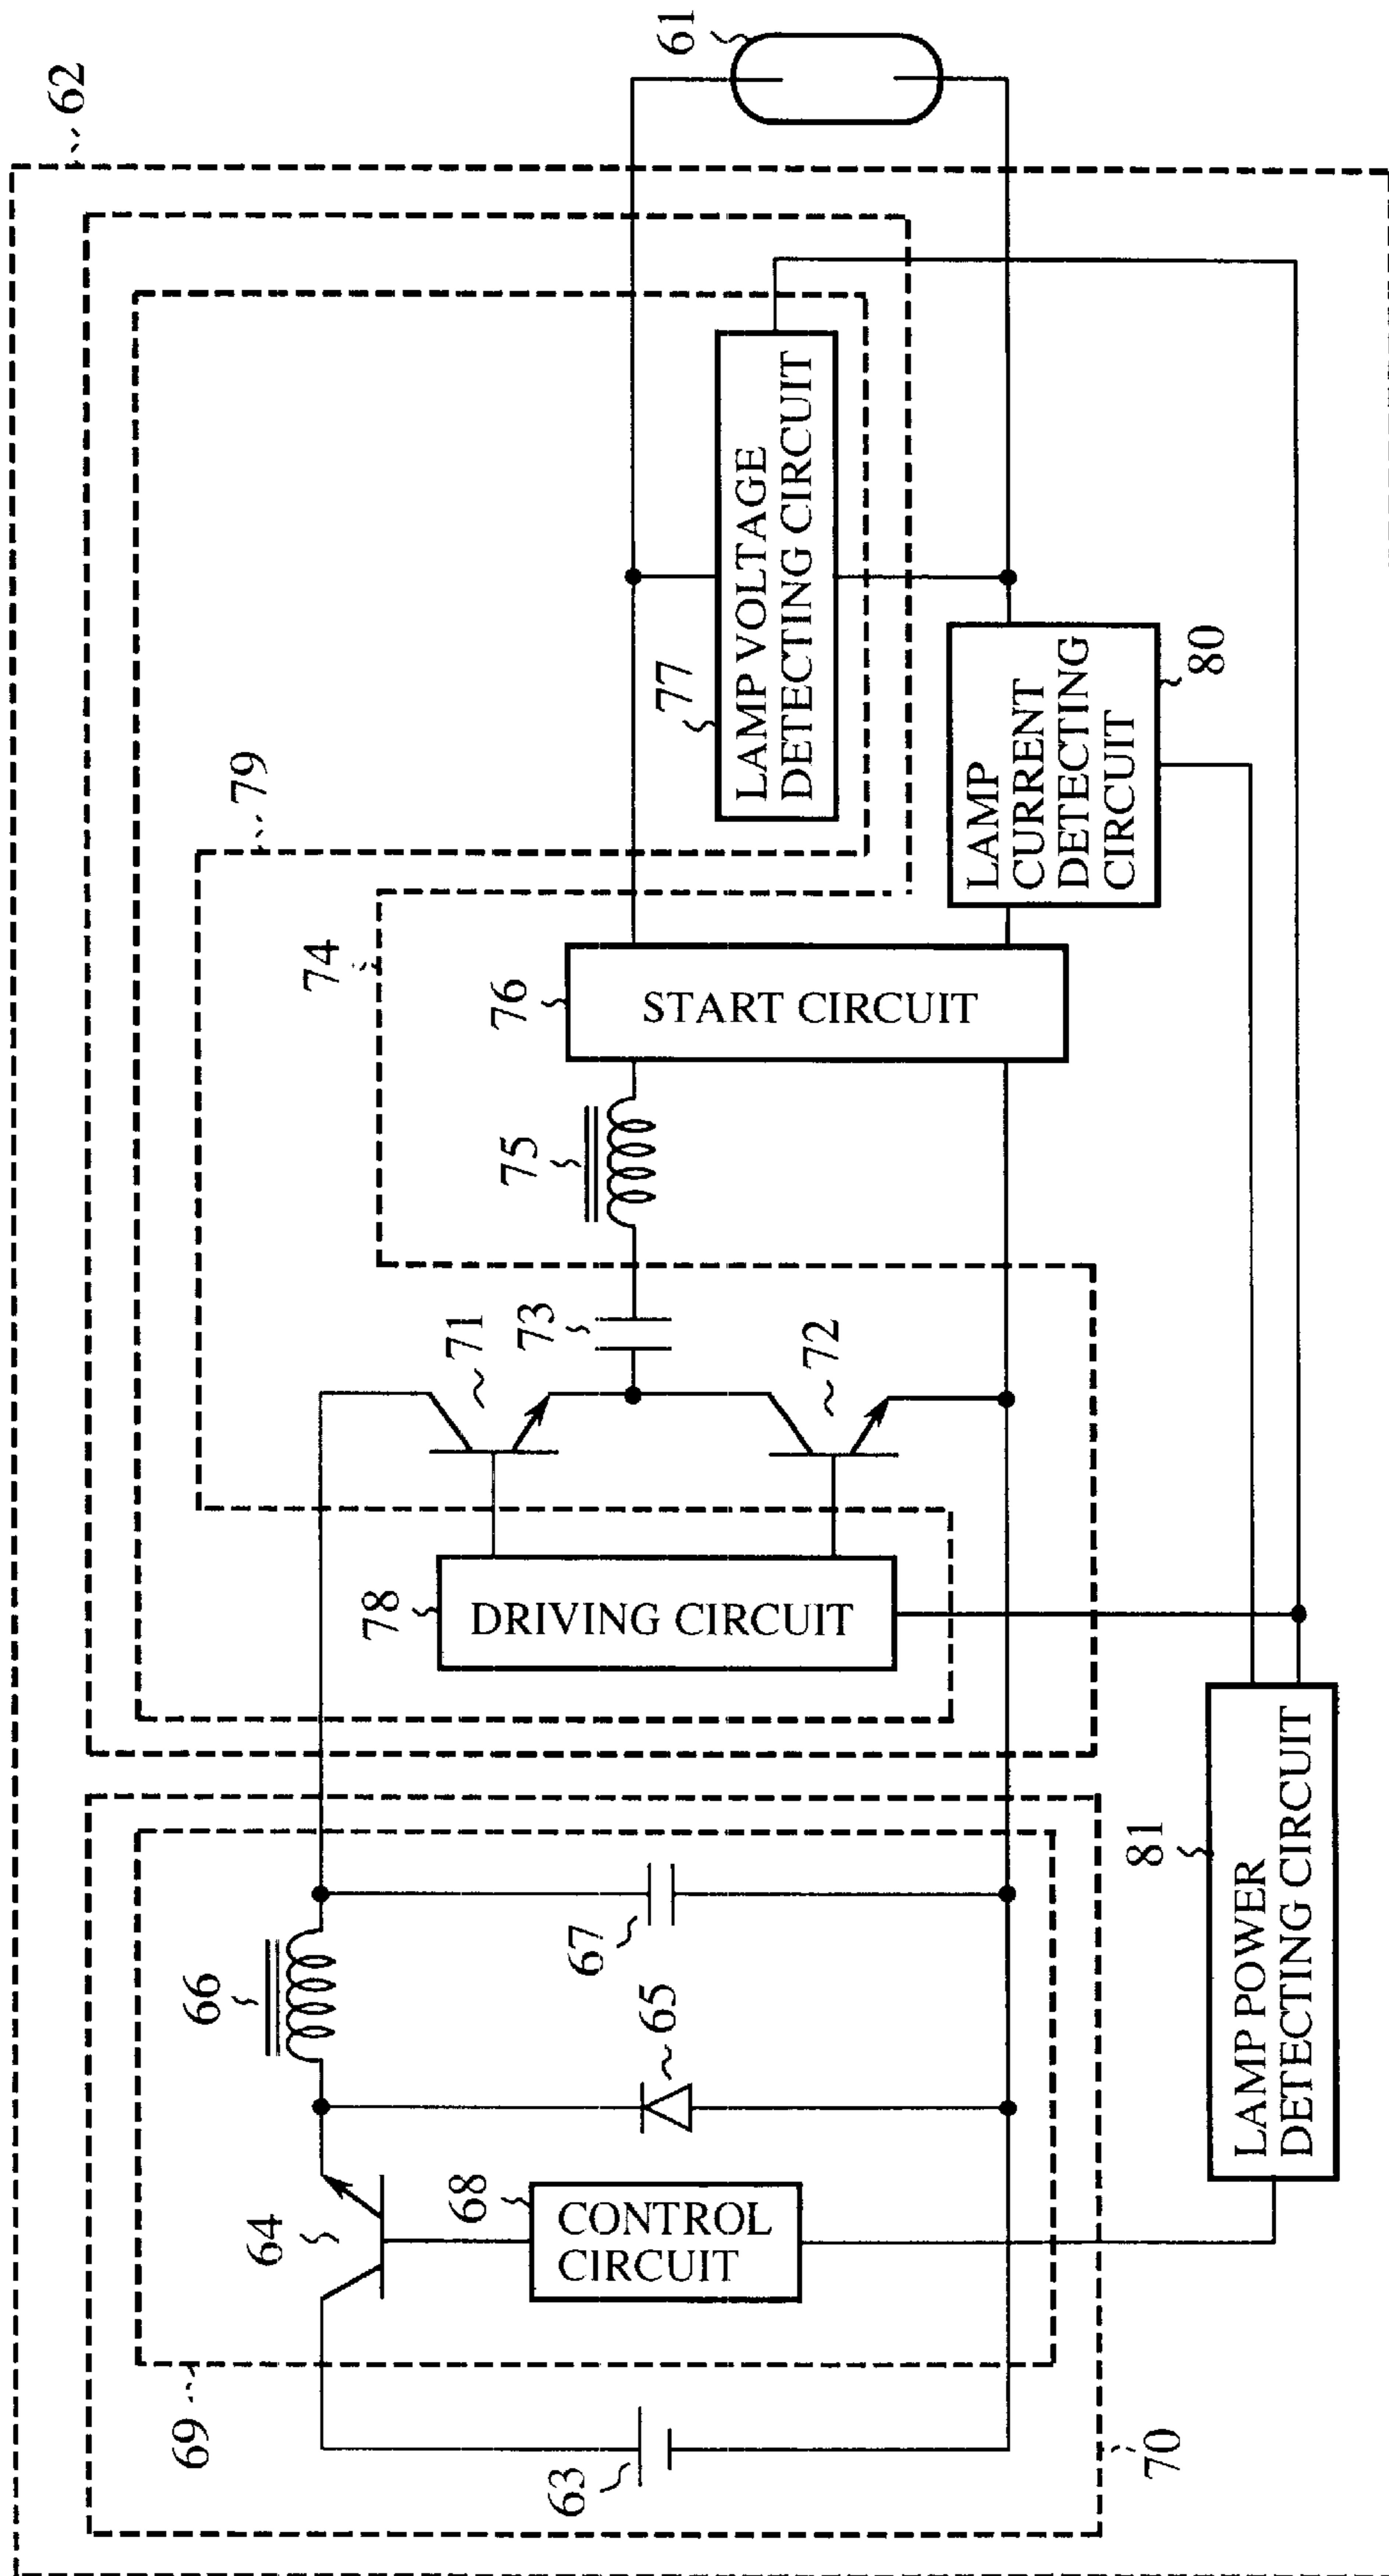 62
61
79
74
77
LAMP VOLTAGE
DETECTING CIRCUIT
76
START CIRCUIT
75
LAMP
CURRENT
DETECTING
CIRCUIT
80
71
73
72
78
DRIVING CIRCUIT
66
67
65
64
68
CONTROL
CIRCUIT
69
63
70
81
LAMP POWER
DETECTING CIRCUIT